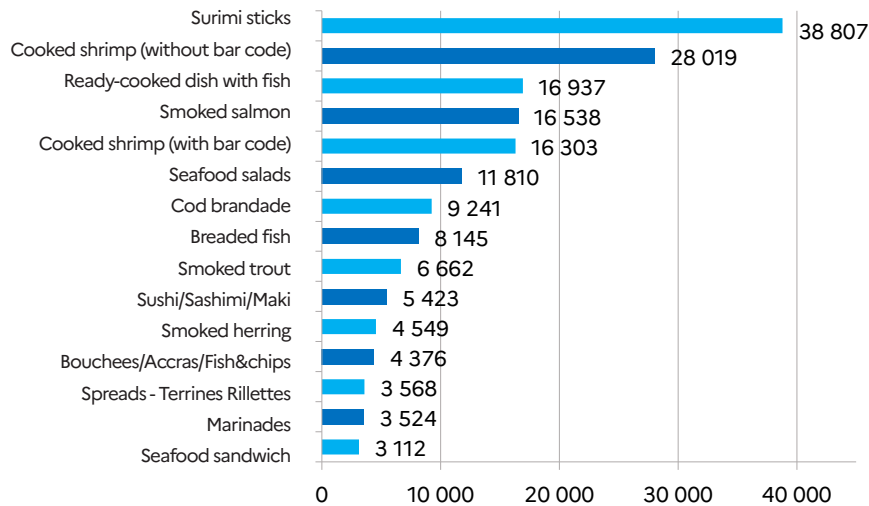 Surimi sticks 38 807
Cooked shrimp (without bar code) 28 019
Ready-cooked dish with fish 16 937
Smoked salmon 16 538
Cooked shrimp (with bar code) 16 303
Seafood salads 11 810
Cod brandade 9 241
Breaded fish 8 145
Smoked trout 6 662
Sushi/Sashimi/Maki 5 423
Smoked herring 4 549
Bouchees/Accras/Fish&chips 4 376
Spreads - Terrines Rillettes 3 568
Marinades 3 524
Seafood sandwich 3 112
0 10 000 20 000 30 000 40 000